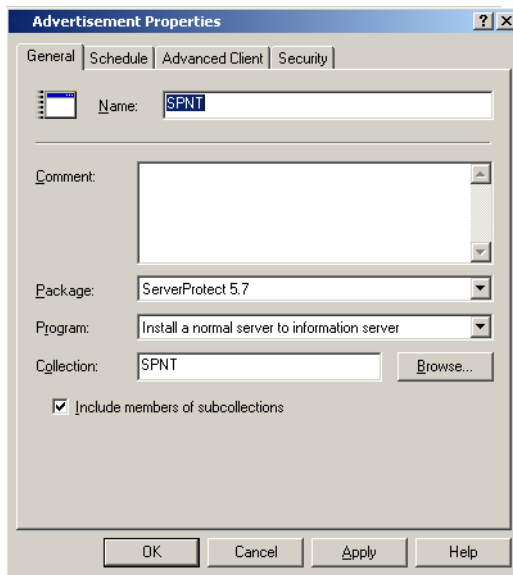 Advertisement Properties
General Schedule Advanced Client Security
Name: SPNT
Comment:
Package: ServerProtect 5.7
Program: Install a normal server to information server
Collection: SPNT Browse...
Include members of subcollections
OK Cancel Apply Help